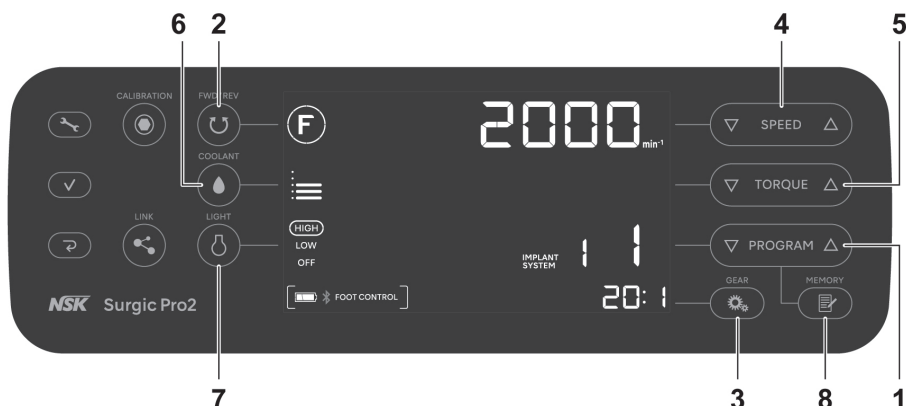 6 2 4 5
CALIBRATION FWD/REV
F 2000 min-1 SPEED
COOLANT
TORQUE
LINK LIGHT
HIGH
LOW
OFF
IMPLANT
SYSTEM 1 1 PROGRAM
GEAR MEMORY
NSK Surgic Pro2 FOOT CONTROL 20:1
7 3 8 1